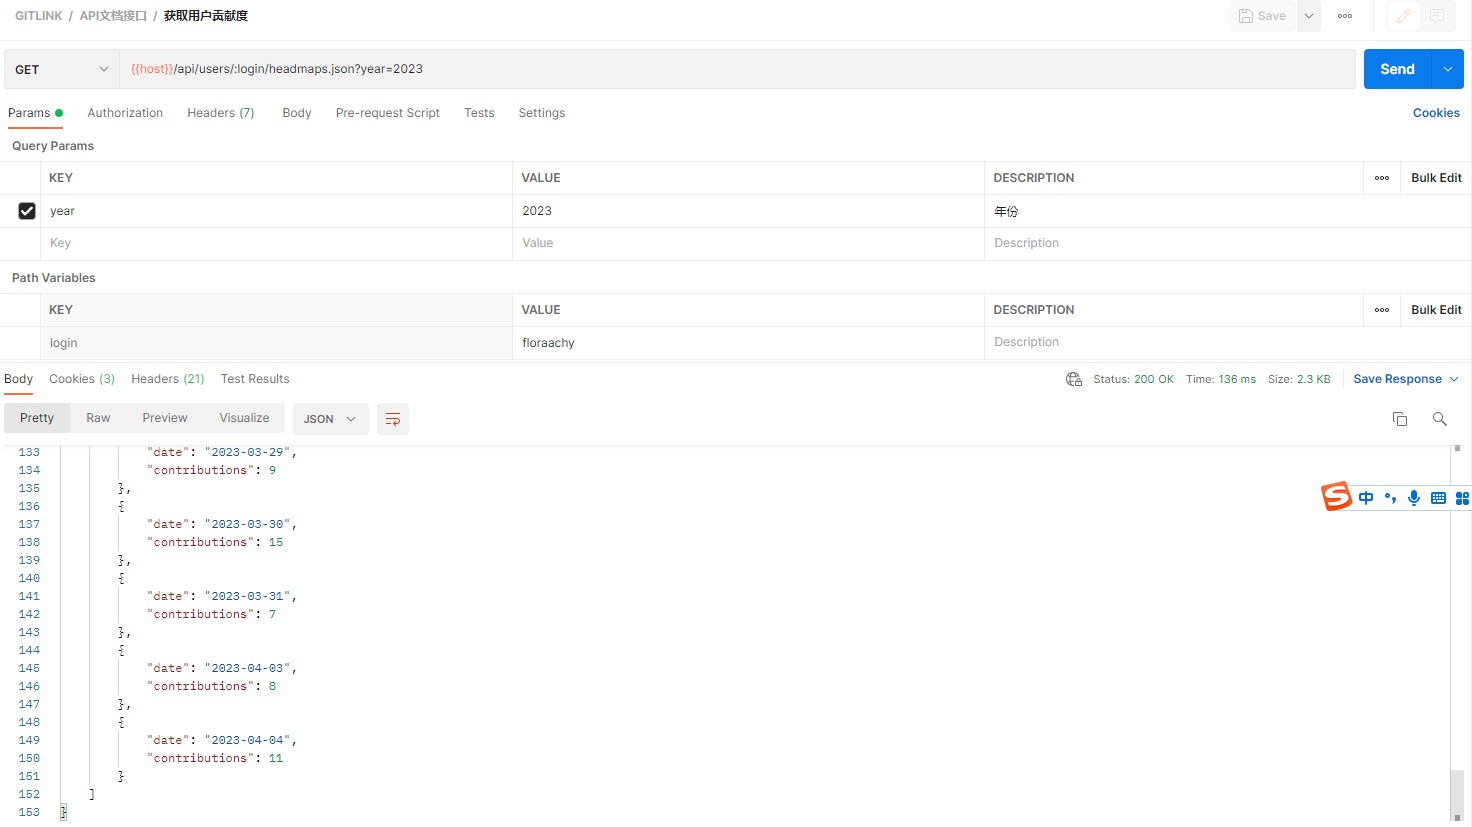 GITLINK / API文档接口 / 获取用户贡献度
Save
GET {{host}}/api/users/:login/headmaps.json?year=2023 Send
Params Authorization Headers (7) Body Pre-request Script Tests Settings Cookies
Query Params
KEY VALUE DESCRIPTION Bulk Edit
year 2023 年份
Key Value Description
Path Variables
KEY VALUE DESCRIPTION Bulk Edit
login floraachy Description
Body Cookies (3) Headers (21) Test Results Status: 200 OK Time: 136 ms Size: 2.3 KB Save Response
Pretty Raw Preview Visualize JSON
133 "date": "2023-03-29",
134 "contributions": 9
135 },
136 {
137 "date": "2023-03-30",
138 "contributions": 15
139 },
140 {
141 "date": "2023-03-31",
142 "contributions": 7
143 },
144 {
145 "date": "2023-04-03",
146 "contributions": 8
147 },
148 {
149 "date": "2023-04-04",
150 "contributions": 11
151 }
152 ]
153 }
S 中 °,